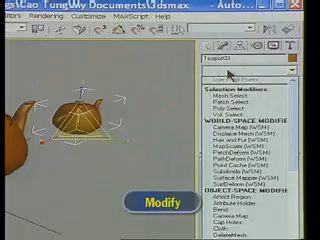 gs\Cao Tung\My Documents\3dsmax - Auto...
tors Rendering Customize MAXScript Help
Teapot03
Selection Modifiers
Mesh Select
Patch Select
Poly Select
Vol. Select
WORLD-SPACE MODIFIE
Camera Map (WSM)
Displace Mesh (WSM)
Hair and Fur (WSM)
MapScaler (WSM)
PatchDeform (WSM)
PathDeform (WSM)
Point Cache (WSM)
Subdivide (WSM)
Surface Mapper (WSM)
SurfDeform (WSM)
OBJECT-SPACE MODIFIE
Affect Region
Attribute Holder
Bend
Camera Map
Cap Holes
Cloth
DeleteMesh
Modify